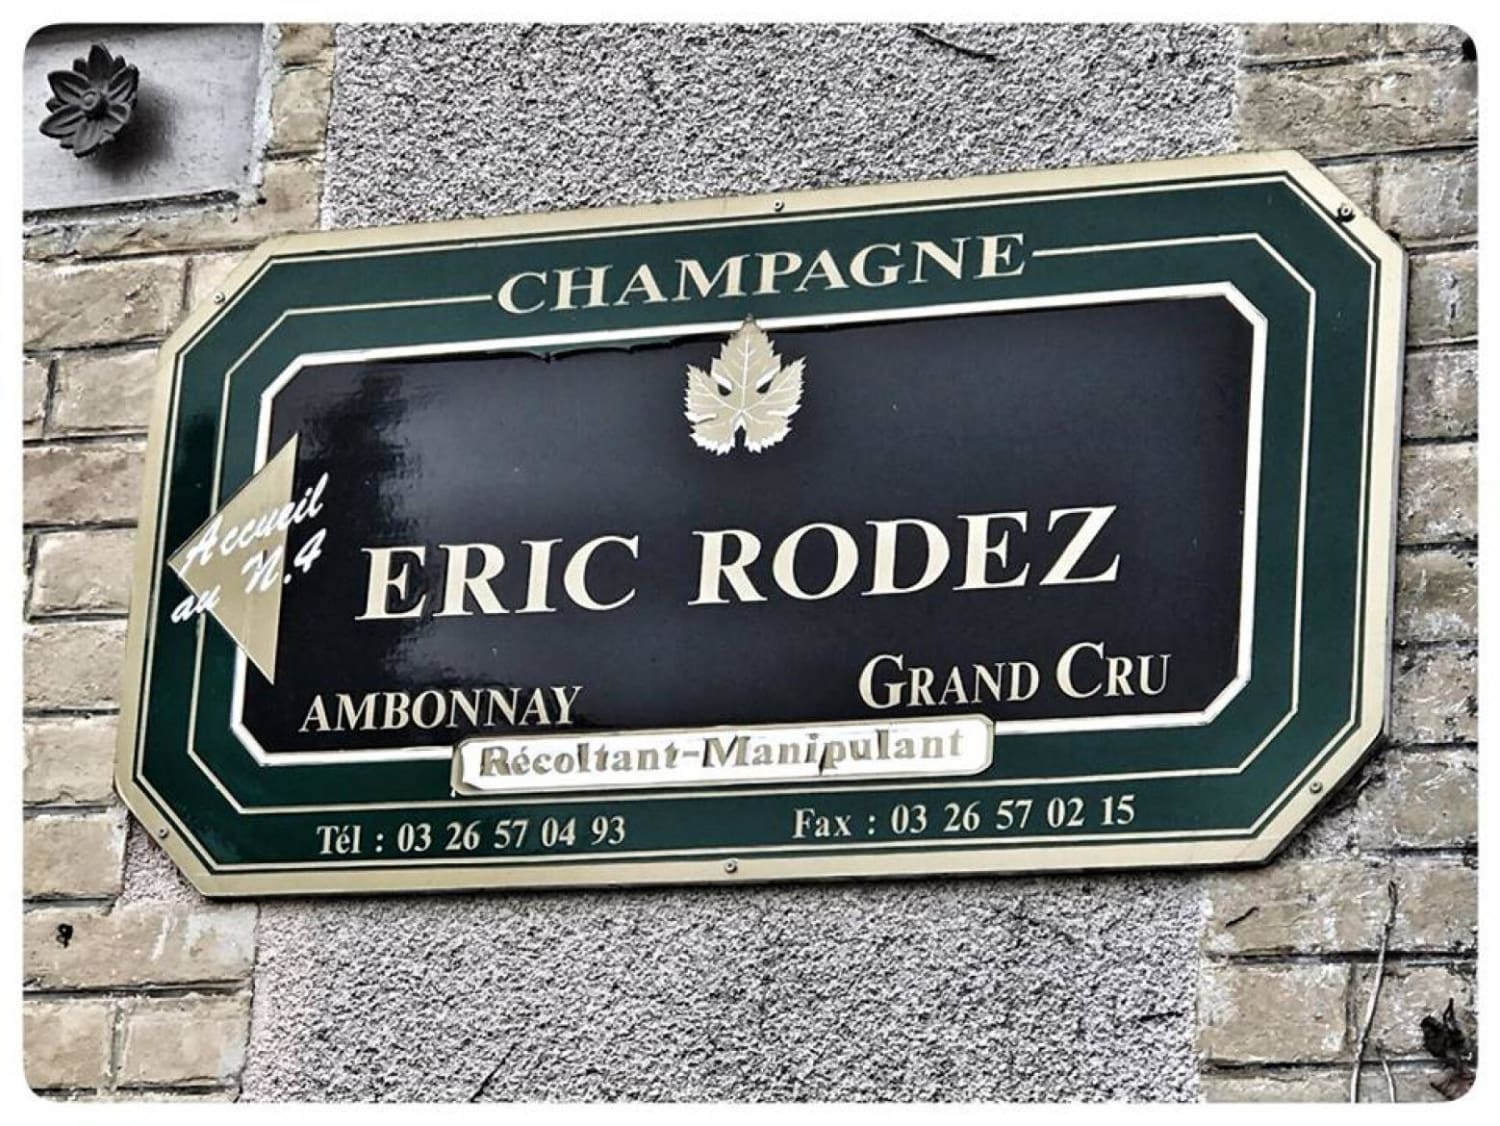 CHAMPAGNE
Accueil
au N.4
ERIC RODEZ
AMBONNAY
GRAND CRU
Récoltant-Manipulant
Tél : 03 26 57 04 93
Fax : 03 26 57 02 15